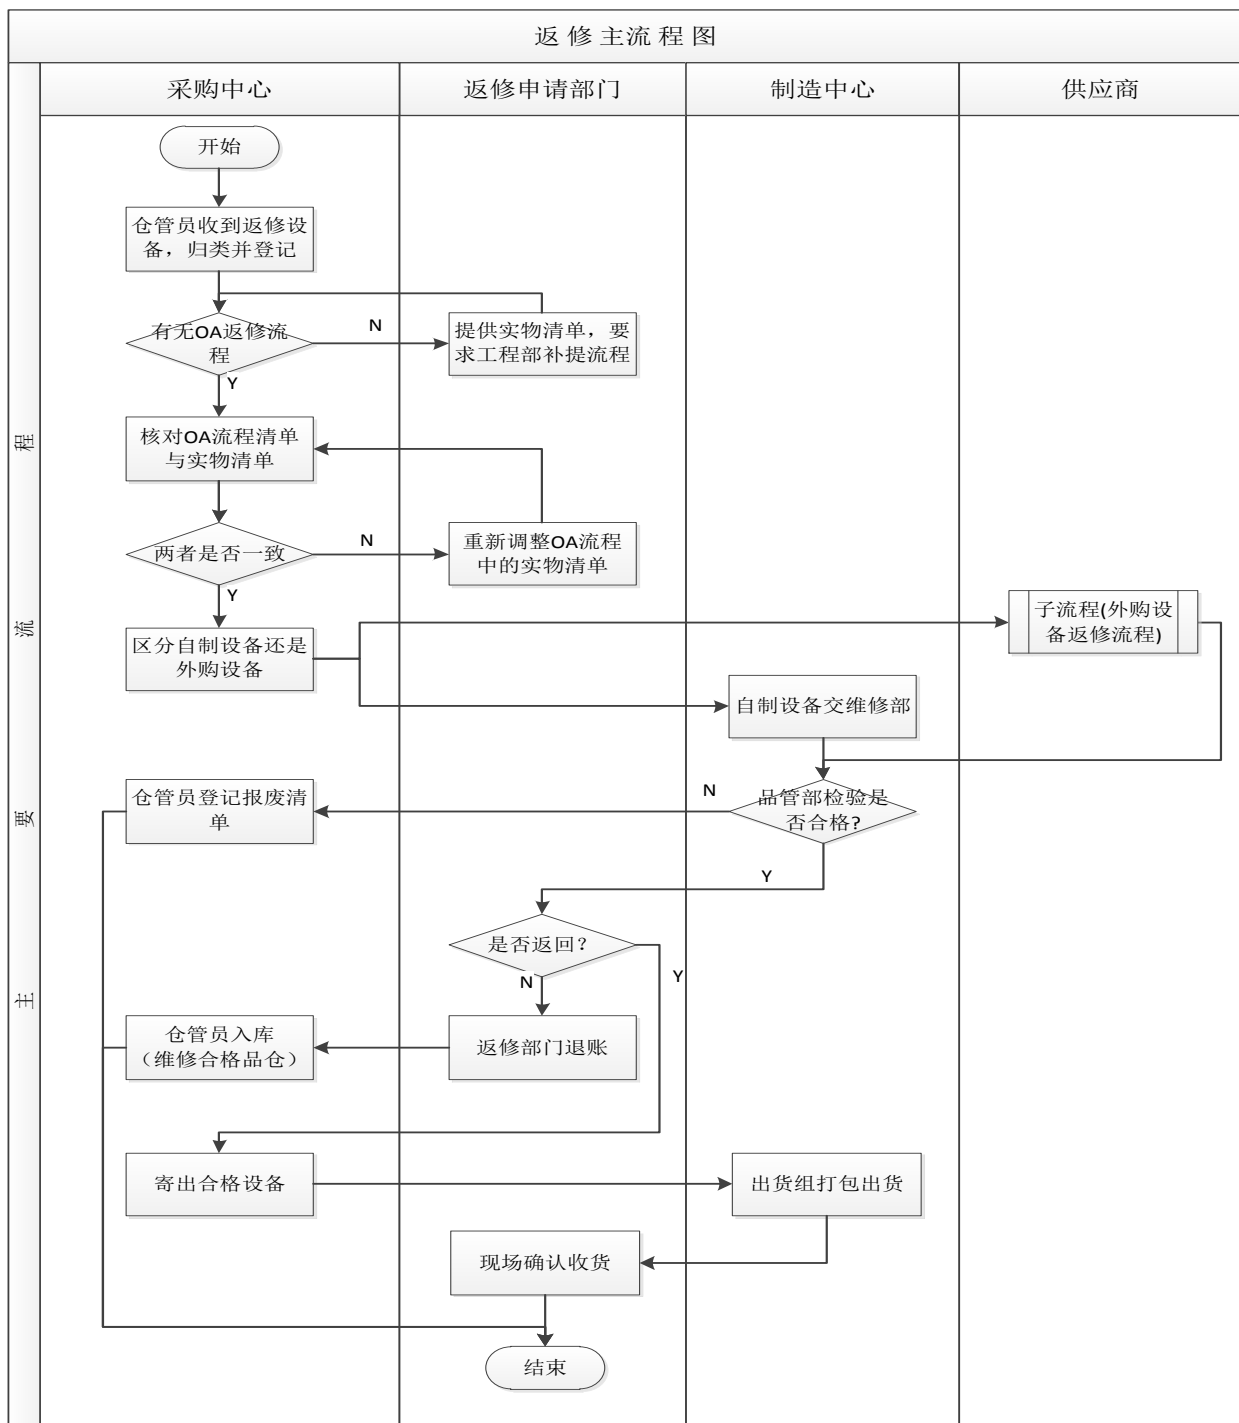 返 修 主流 程 图
采购中心
返修申请部门
制造中心
供应商
主 要 流 程
开始
仓管员收到返修设
备，归类并登记
有无OA返修流
程
N
提供实物清单，要
求工程部补提流程
Y
核对OA流程清单
与实物清单
两者是否一致
N
重新调整OA流程
中的实物清单
Y
区分自制设备还是
外购设备
子流程(外购设
备返修流程)
自制设备交维修部
品管部检验是
否合格?
N
仓管员登记报废清
单
Y
是否返回？
Y
N
返修部门退账
仓管员入库
（维修合格品仓）
寄出合格设备
出货组打包出货
现场确认收货
结束